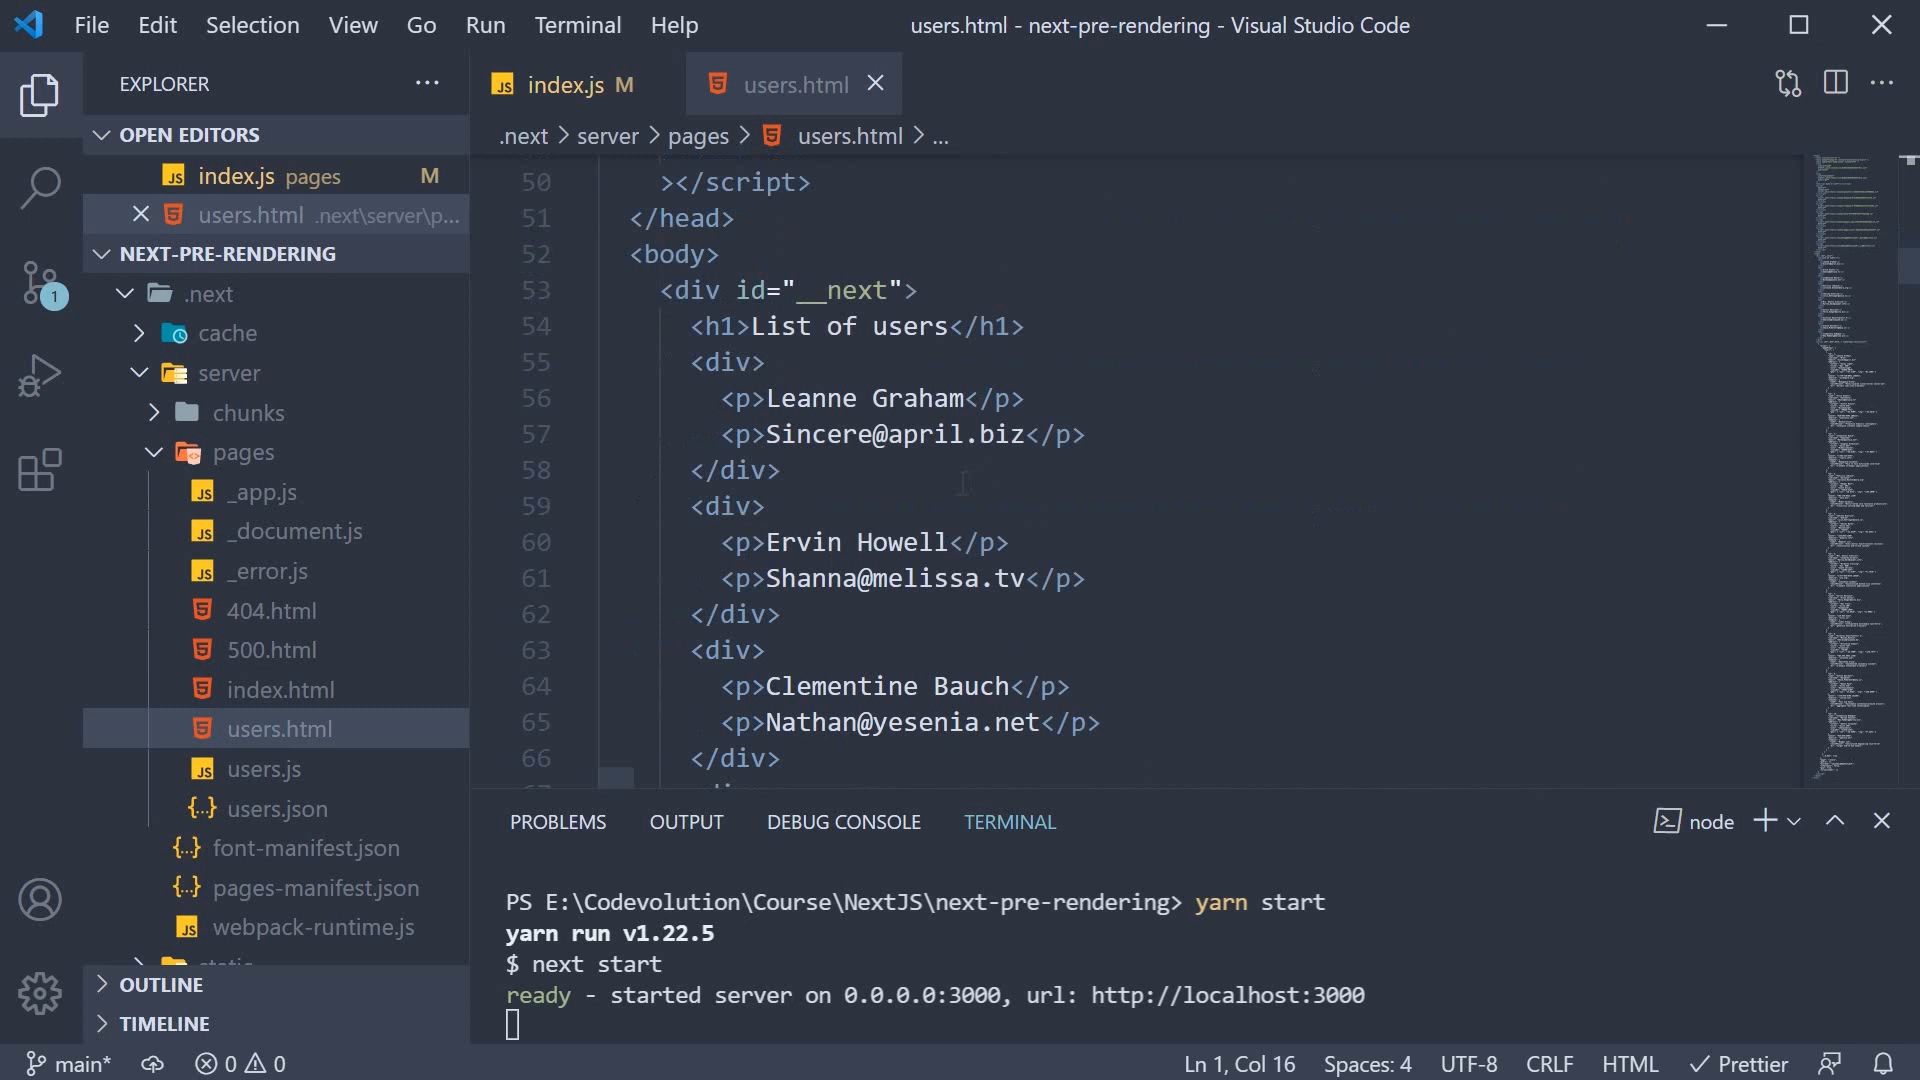 File Edit Selection View Go Run Terminal Help
users.html - next-pre-rendering - Visual Studio Code
EXPLORER
OPEN EDITORS
index.js pages M
users.html .next\server\p...
NEXT-PRE-RENDERING
.next
cache
server
chunks
pages
_app.js
_document.js
_error.js
404.html
500.html
index.html
users.html
users.js
users.json
font-manifest.json
pages-manifest.json
webpack-runtime.js
OUTLINE
TIMELINE
1
index.js M
users.html
.next > server > pages > users.html > ...
50 ></script>
51 </head>
52 <body>
53 <div id="__next">
54 <h1>List of users</h1>
55 <div>
56 <p>Leanne Graham</p>
57 <p>Sincere@april.biz</p>
58 </div>
59 <div>
60 <p>Ervin Howell</p>
61 <p>Shanna@melissa.tv</p>
62 </div>
63 <div>
64 <p>Clementine Bauch</p>
65 <p>Nathan@yesenia.net</p>
66 </div>
PROBLEMS OUTPUT DEBUG CONSOLE TERMINAL
node
PS E:\Codevolution\Course\NextJS\next-pre-rendering> yarn start
yarn run v1.22.5
$ next start
ready - started server on 0.0.0.0:3000, url: http://localhost:3000
main* 0 0
Ln 1, Col 16 Spaces: 4 UTF-8 CRLF HTML Prettier